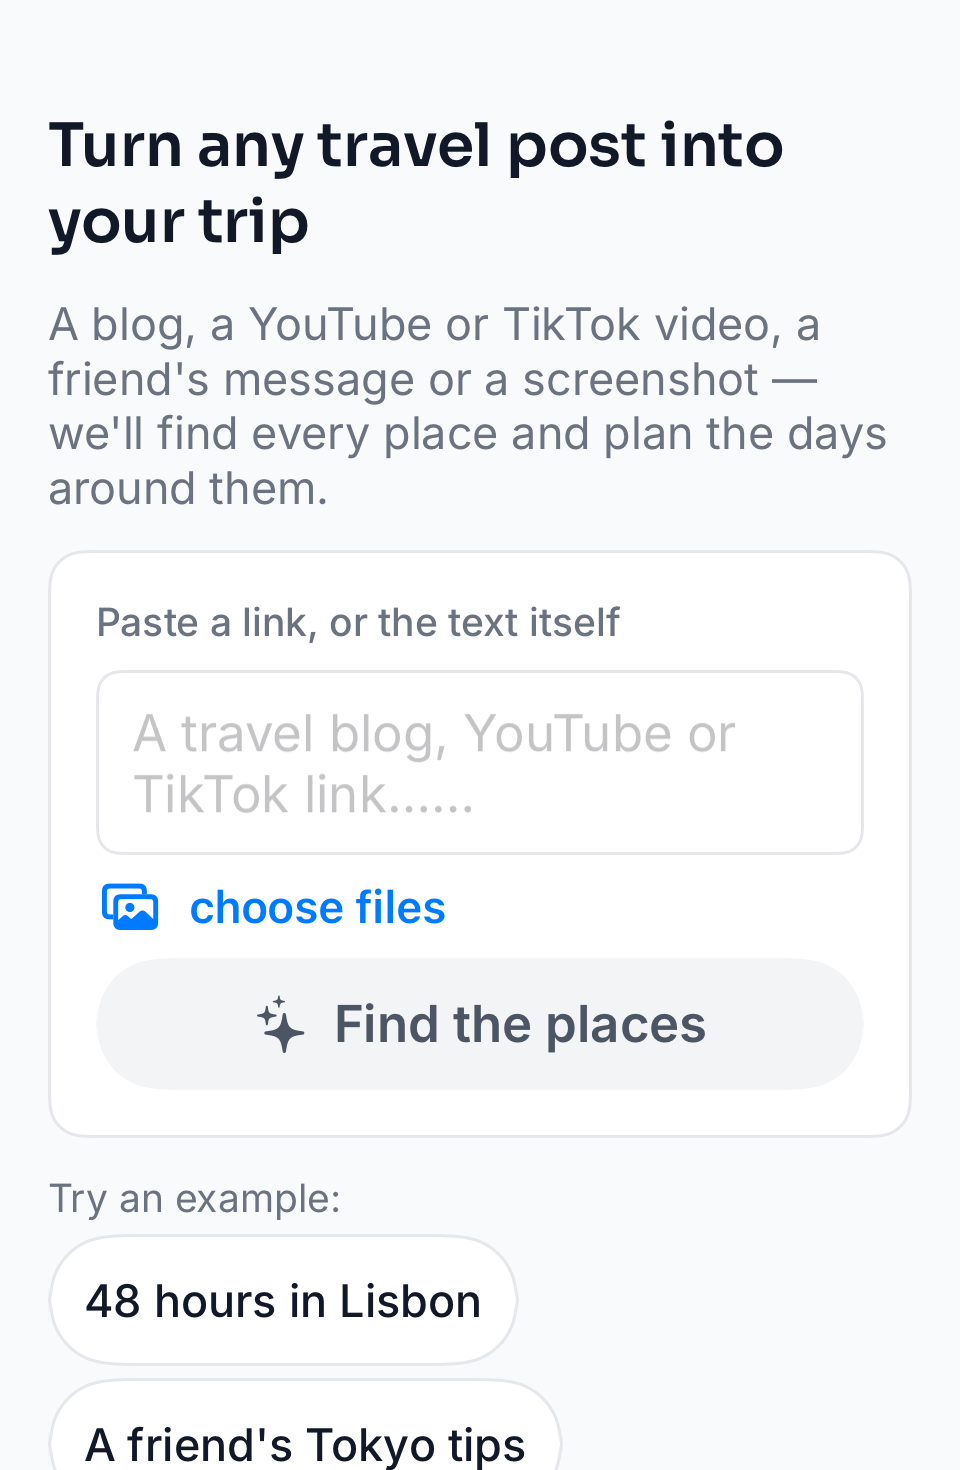 Turn any travel post into
your trip
A blog, a YouTube or TikTok video, a
friend's message or a screenshot —
we'll find every place and plan the days
around them.
Paste a link, or the text itself
A travel blog, YouTube or
TikTok link......
choose files
Find the places
Try an example:
48 hours in Lisbon
A friend's Tokyo tips